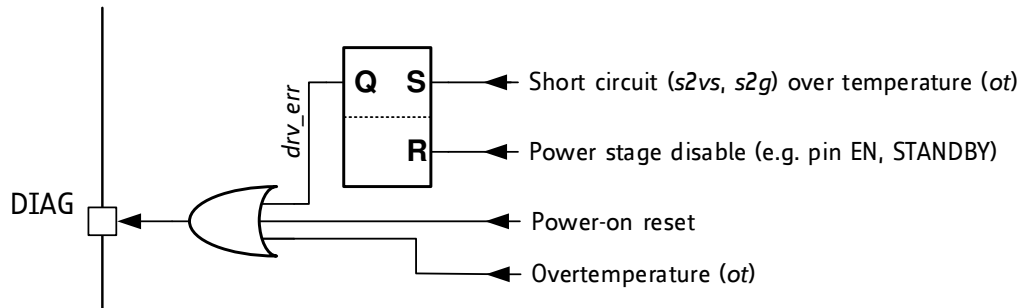 Q S
Short circuit (s2vs, s2g) over temperature (ot)
drv_err
R
Power stage disable (e.g. pin EN, STANDBY)
DIAG
Power-on reset
Overtemperature (ot)